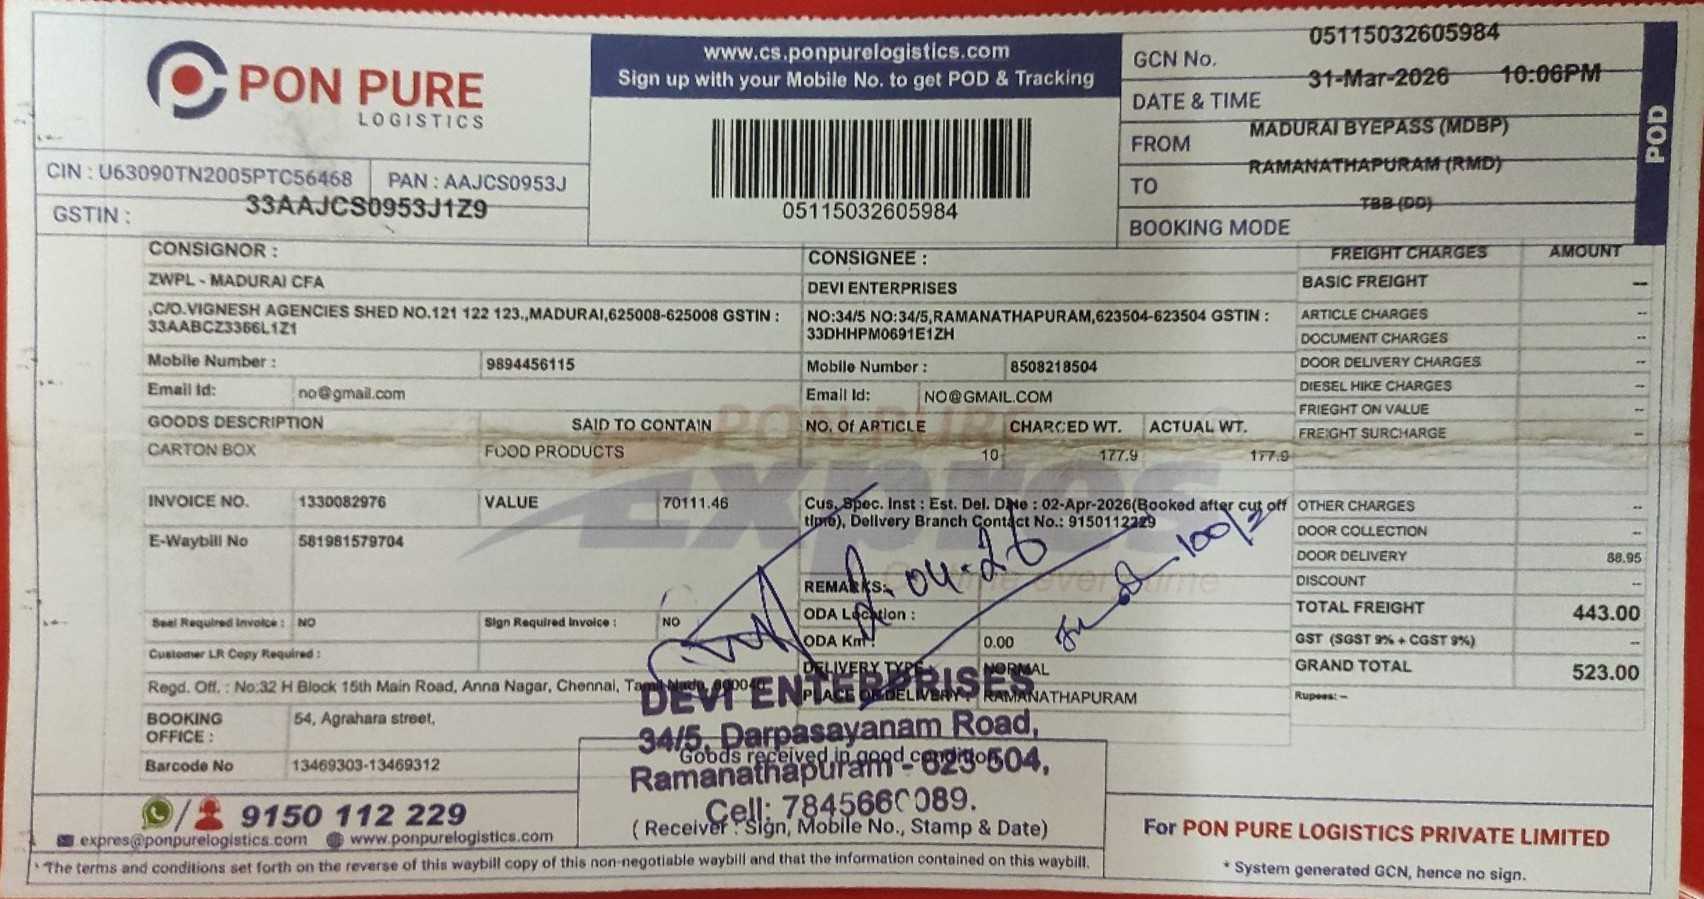 PON PURE
LOGISTICS
www.cs.ponpurelogistics.com
Sign up with your Mobile No. to get POD & Tracking
05115032605984
GCN No. 05115032605984
DATE & TIME 31-Mar-2026 10:06PM
FROM MADURAI BYEPASS (MDBP)
TO RAMANATHAPURAM (RMD)
BOOKING MODE TBB (DD)
POD
CIN : U63090TN2005PTC56468 PAN : AAJCS0953J
GSTIN : 33AAJCS0953J1Z9
CONSIGNOR :
ZWPL - MADURAI CFA
,C/O.VIGNESH AGENCIES SHED NO.121 122 123.,MADURAI,625008-625008 GSTIN :
33AABCZ3366L1Z1
Mobile Number : 9894456115
Email Id: no@gmail.com
CONSIGNEE :
DEVI ENTERPRISES
NO:34/5 NO:34/5,RAMANATHAPURAM,623504-623504 GSTIN :
33DHHPM0691E1ZH
Mobile Number : 8508218504
Email Id: NO@GMAIL.COM
GOODS DESCRIPTION SAID TO CONTAIN NO. Of ARTICLE CHARGED WT. ACTUAL WT.
CARTON BOX FOOD PRODUCTS 10 177.9 177.9
PON PURE
Expres
INVOICE NO. 1330082976 VALUE 70111.46
E-Waybill No 581981579704
Cus. Spec. Inst : Est. Del. Date : 02-Apr-2026(Booked after cut off
time), Delivery Branch Contact No.: 9150112229
REMARKS:
04-26
ODA Location :
ODA Km : 0.00
DELIVERY TYPE : NORMAL
PLACE OF DELIVERY : RAMANATHAPURAM
Seal Required Invoice : NO Sign Required Invoice : NO
Customer LR Copy Required :
Regd. Off. : No:32 H Block 15th Main Road, Anna Nagar, Chennai, Tamil Nadu, 600040
BOOKING
OFFICE : 54, Agrahara street,
Barcode No 13469303-13469312
FREIGHT CHARGES AMOUNT
BASIC FREIGHT --
ARTICLE CHARGES --
DOCUMENT CHARGES --
DOOR DELIVERY CHARGES --
DIESEL HIKE CHARGES --
FRIEGHT ON VALUE --
FREIGHT SURCHARGE --
OTHER CHARGES --
DOOR COLLECTION --
DOOR DELIVERY 88.95
DISCOUNT --
TOTAL FREIGHT 443.00
GST (SGST 9% + CGST 9%) --
GRAND TOTAL 523.00
Rupees: --
DEVI ENTERPRISES
34/5, Darpasayanam Road,
Ramanathapuram - 623 504,
Goods received in good condition
( Receiver : Sign, Mobile No., Stamp & Date)
9150 112 229
expres@ponpurelogistics.com www.ponpurelogistics.com
For PON PURE LOGISTICS PRIVATE LIMITED
* System generated GCN, hence no sign.
* The terms and conditions set forth on the reverse of this waybill copy of this non-negotiable waybill and that the information contained on this waybill.